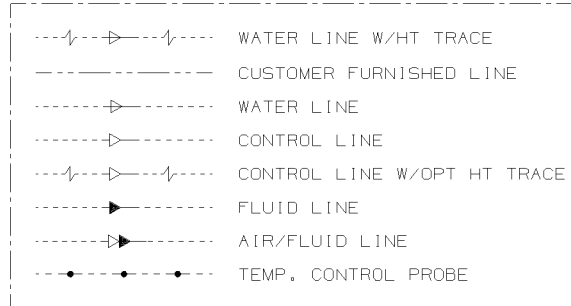 WATER LINE W/HT TRACE
CUSTOMER FURNISHED LINE
WATER LINE
CONTROL LINE
CONTROL LINE W/OPT HT TRACE
FLUID LINE
AIR/FLUID LINE
TEMP. CONTROL PROBE